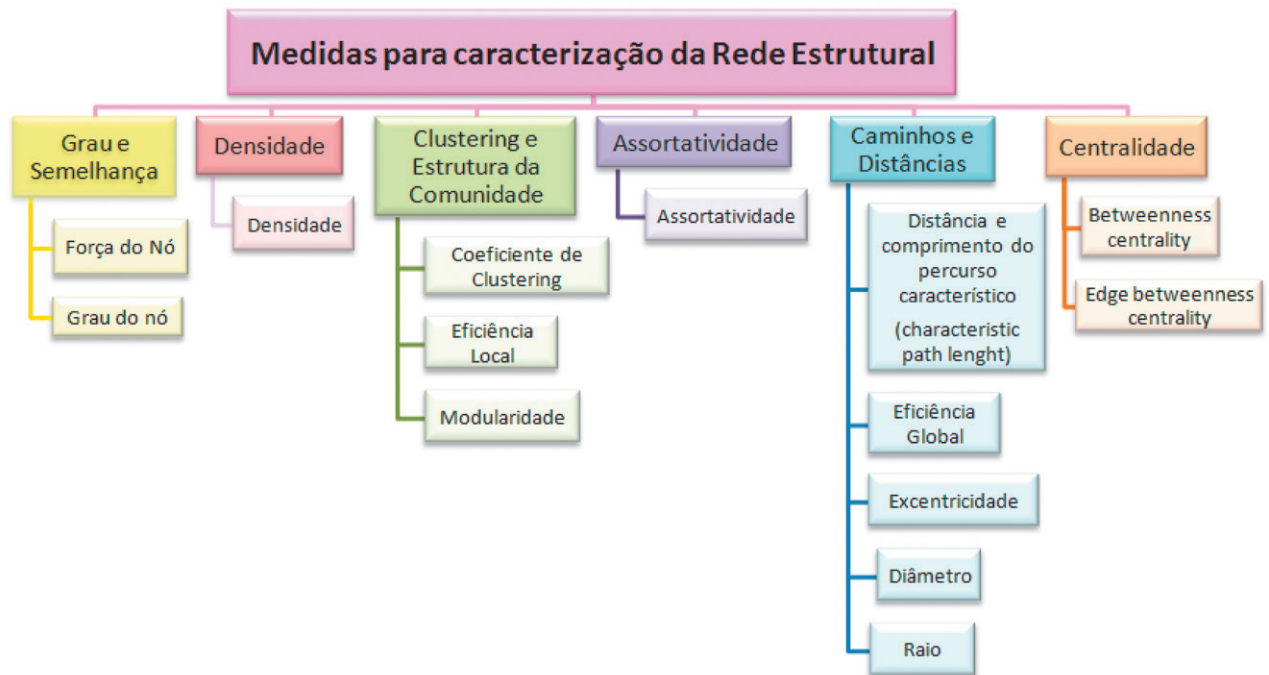 Medidas para caracterização da Rede Estrutural
Grau e
Semelhança
Força do Nó
Grau do nó
Densidade
Densidade
Clustering e
Estrutura da
Comunidade
Coeficiente de
Clustering
Eficiência
Local
Modularidade
Assortatividade
Assortatividade
Caminhos e
Distâncias
Distância e
comprimento do
percurso
característico
(characteristic
path lenght)
Eficiência
Global
Excentricidade
Diâmetro
Raio
Centralidade
Betweenness
centrality
Edge betweenness
centrality